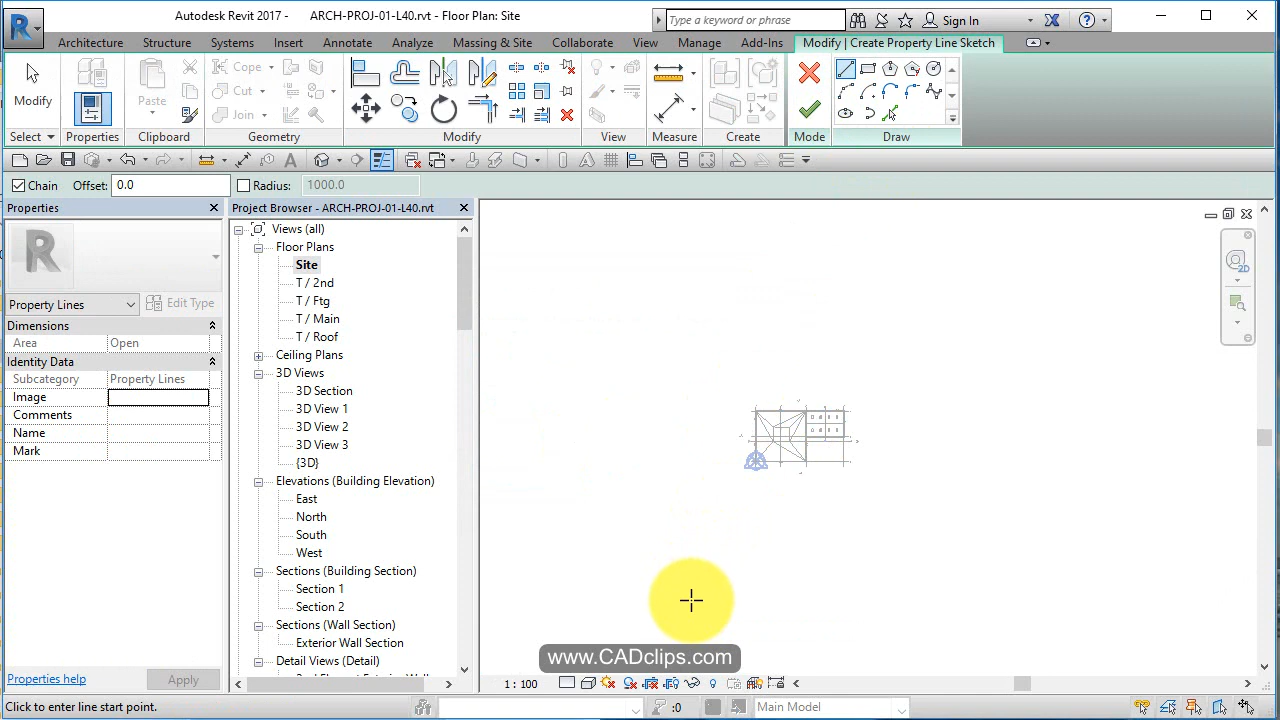 Autodesk Revit 2017 - ARCH-PROJ-01-L40.rvt - Floor Plan: Site
Type a keyword or phrase
Sign In
Architecture Structure Systems Insert Annotate Analyze Massing & Site Collaborate View Manage Add-Ins Modify | Create Property Line Sketch
Modify
Paste
Cope
Cut
Join
Select Properties Clipboard Geometry Modify View Measure Create Mode Draw
Chain Offset: 0.0 Radius: 1000.0
Properties
Property Lines Edit Type
Dimensions
Area Open
Identity Data
Subcategory Property Lines
Image
Comments
Name
Mark
Properties help Apply
Project Browser - ARCH-PROJ-01-L40.rvt
Views (all)
Floor Plans
Site
T / 2nd
T / Ftg
T / Main
T / Roof
Ceiling Plans
3D Views
3D Section
3D View 1
3D View 2
3D View 3
{3D}
Elevations (Building Elevation)
East
North
South
West
Sections (Building Section)
Section 1
Section 2
Sections (Wall Section)
Exterior Wall Section
Detail Views (Detail)
2D
www.CADclips.com
1 : 100
Click to enter line start point.
:0
Main Model